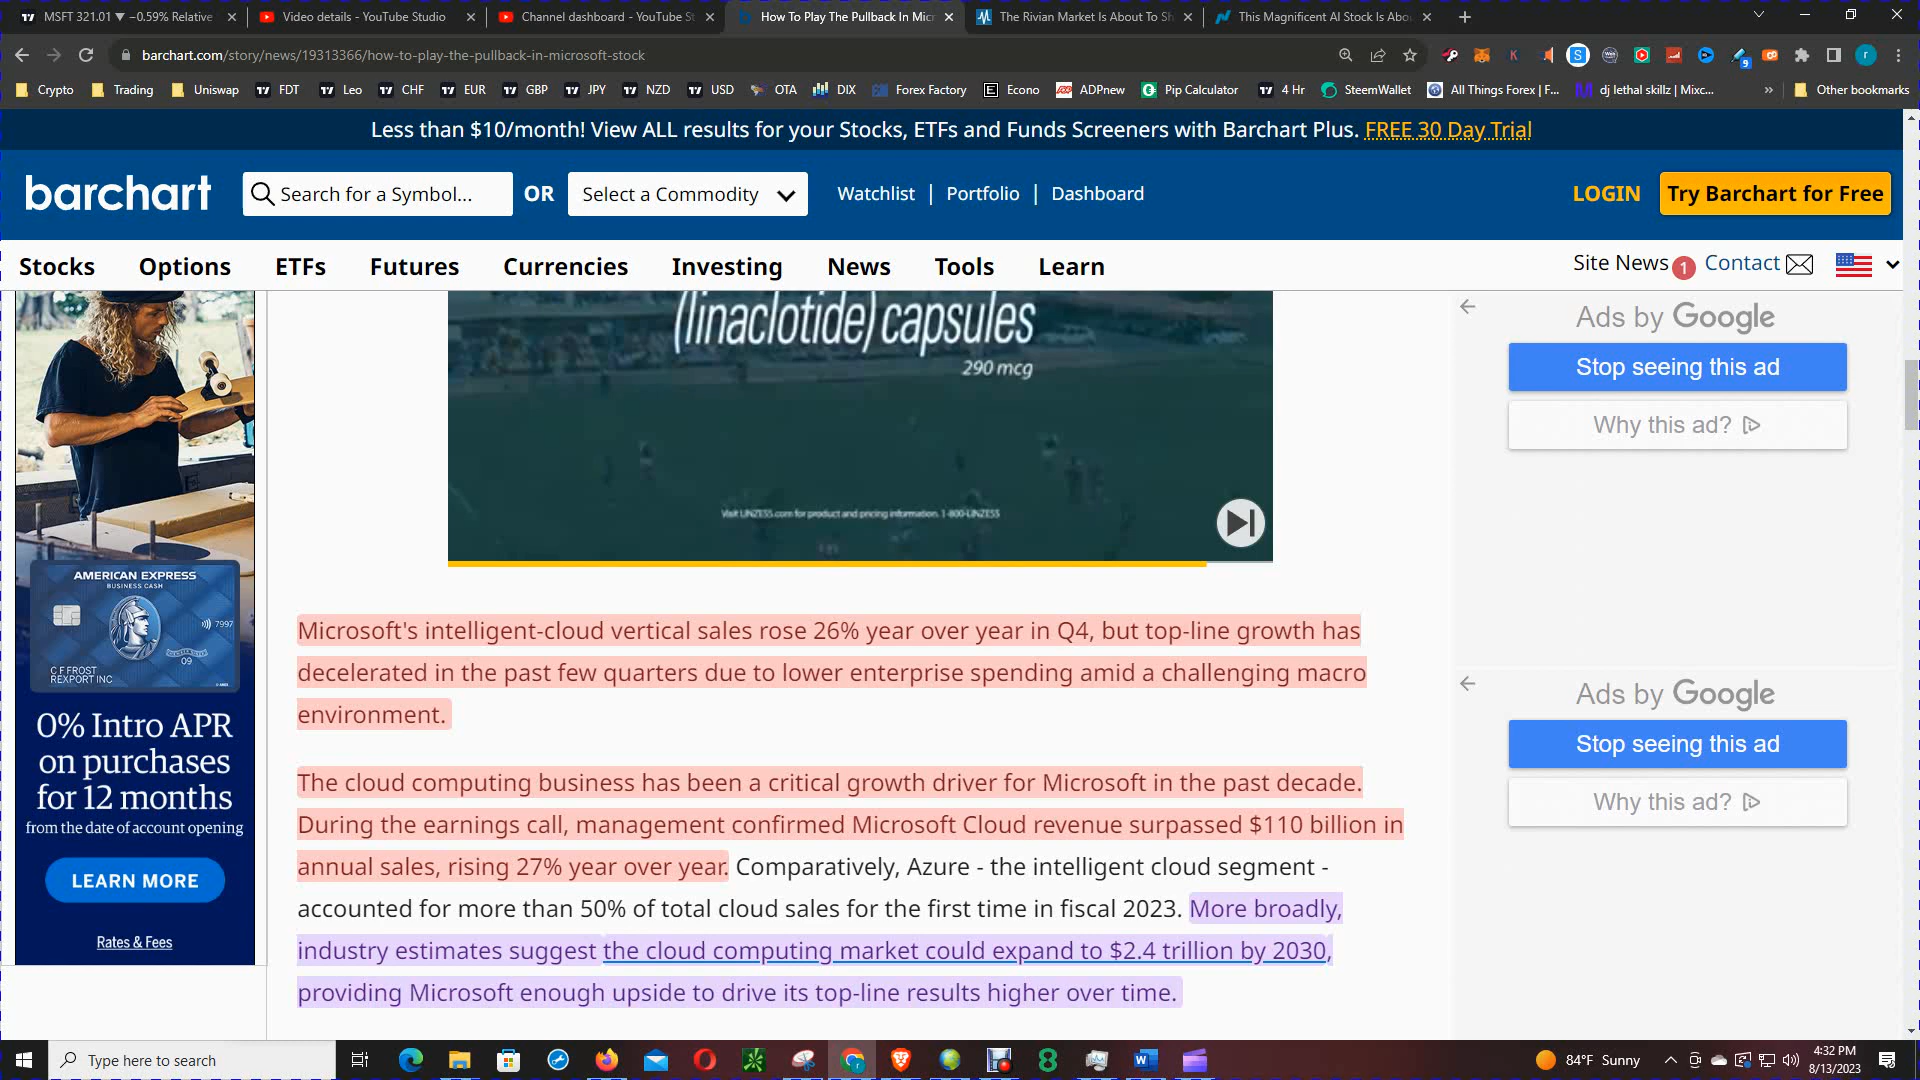 MSFT 321.01 ▼ −0.59% Relative
Video details - YouTube Studio
Channel dashboard - YouTube St
How To Play The Pullback In Micr
The Rivian Market Is About To Sh
This Magnificent AI Stock Is Abou
barchart.com/story/news/19313366/how-to-play-the-pullback-in-microsoft-stock
Crypto
Trading
Uniswap
FDT
Leo
CHF
EUR
GBP
JPY
NZD
USD
OTA
DIX
Forex Factory
Econo
ADPnew
Pip Calculator
4 Hr
SteemWallet
All Things Forex | F...
dj lethal skillz | Mixc...
Other bookmarks
Less than $10/month! View ALL results for your Stocks, ETFs and Funds Screeners with Barchart Plus. FREE 30 Day Trial
barchart
Search for a Symbol...
OR
Select a Commodity
Watchlist | Portfolio | Dashboard
LOGIN
Try Barchart for Free
Stocks
Options
ETFs
Futures
Currencies
Investing
News
Tools
Learn
Site News 1
Contact
(linaclotide) capsules
290 mcg
Visit LINZESS.com for product and pricing information. 1-800-LINZESS
Microsoft's intelligent-cloud vertical sales rose 26% year over year in Q4, but top-line growth has
decelerated in the past few quarters due to lower enterprise spending amid a challenging macro
environment.
The cloud computing business has been a critical growth driver for Microsoft in the past decade.
During the earnings call, management confirmed Microsoft Cloud revenue surpassed $110 billion in
annual sales, rising 27% year over year. Comparatively, Azure - the intelligent cloud segment -
accounted for more than 50% of total cloud sales for the first time in fiscal 2023. More broadly,
industry estimates suggest the cloud computing market could expand to $2.4 trillion by 2030,
providing Microsoft enough upside to drive its top-line results higher over time.
AMERICAN EXPRESS
BUSINESS CASH
7997
09
C F FROST
REXPORT INC
0% Intro APR
on purchases
for 12 months
from the date of account opening
LEARN MORE
Rates & Fees
Ads by Google
Stop seeing this ad
Why this ad?
Ads by Google
Stop seeing this ad
Why this ad?
Type here to search
84°F Sunny
4:32 PM
8/13/2023